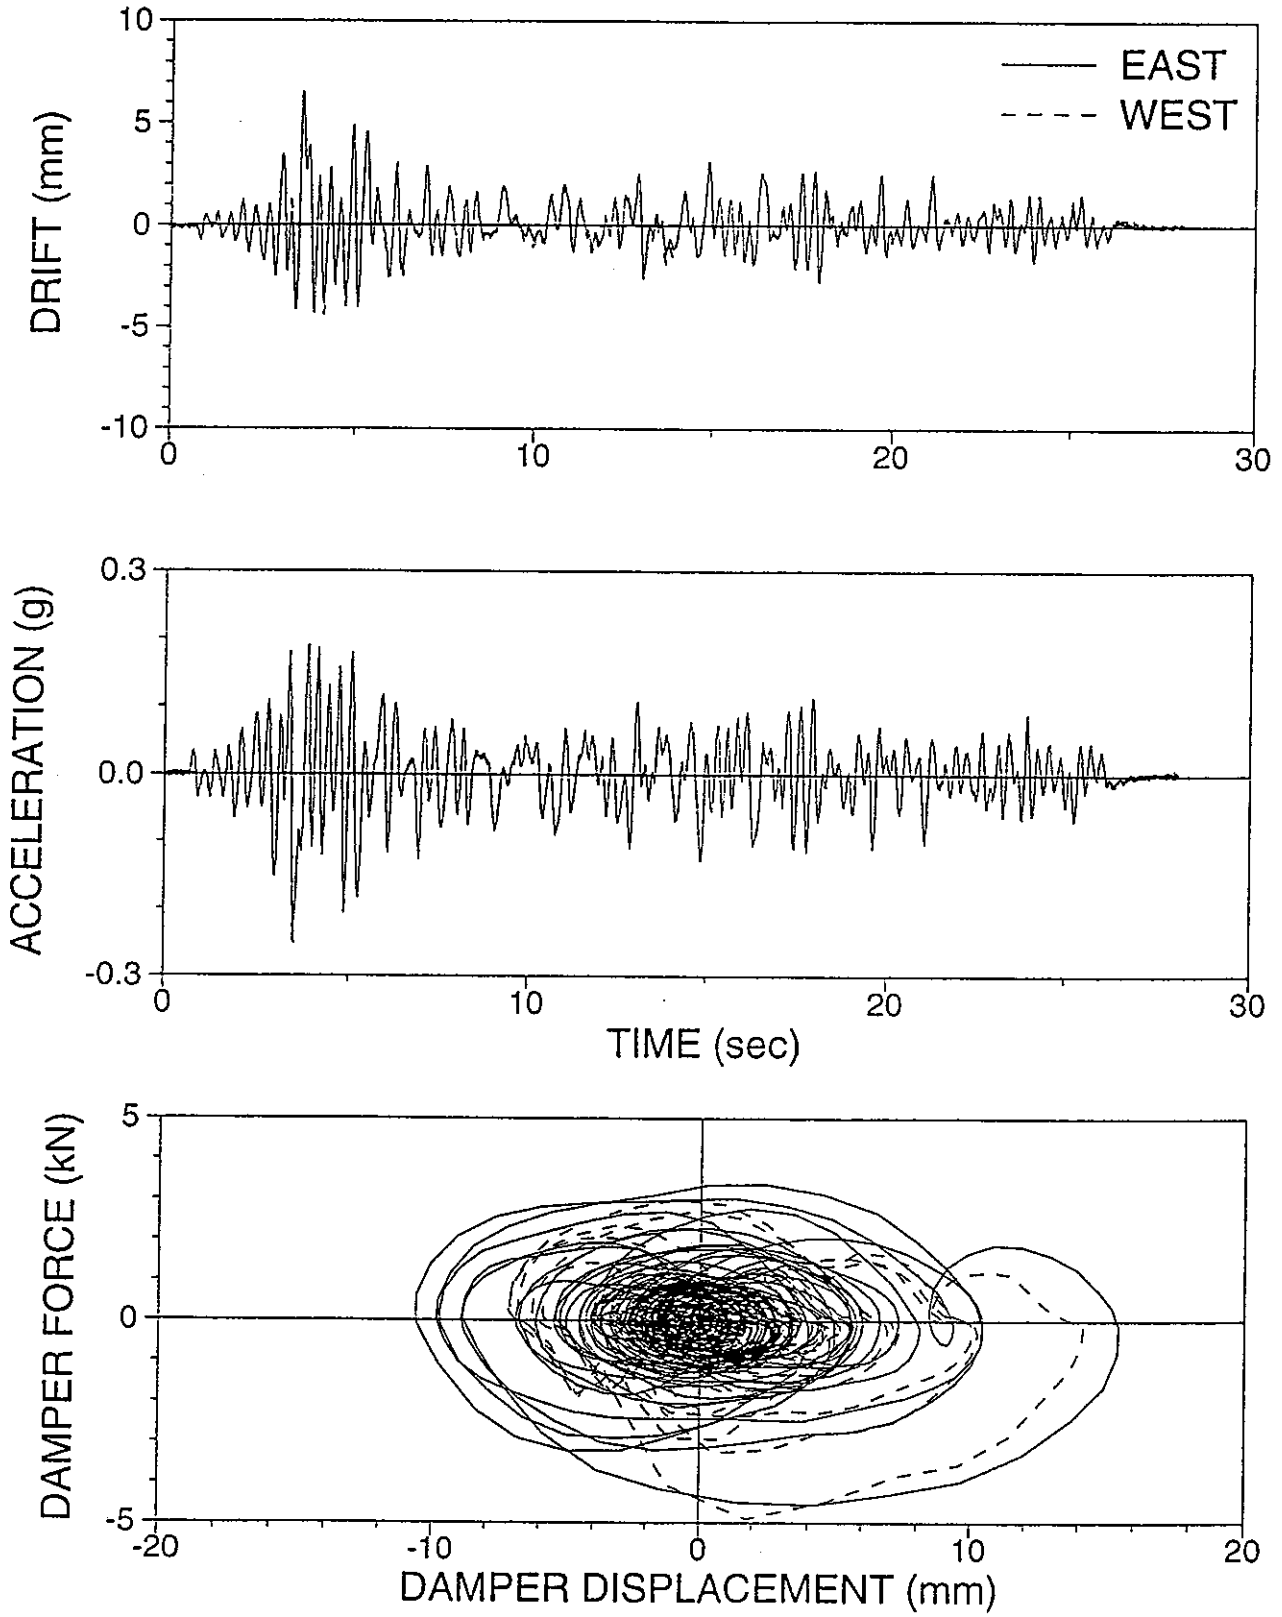 10
EAST
WEST
5
DRIFT (mm)
0
-5
-10
0 10 20 30
0.3
ACCELERATION (g)
0.0
-0.3
0 10 20 30
TIME (sec)
5
DAMPER FORCE (kN)
0
-5
-20 -10 0 10 20
DAMPER DISPLACEMENT (mm)